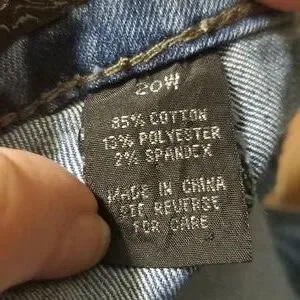 20W
85% COTTON
13% POLYESTER
2% SPANDEX
MADE IN CHINA
SEE REVERSE
FOR CARE